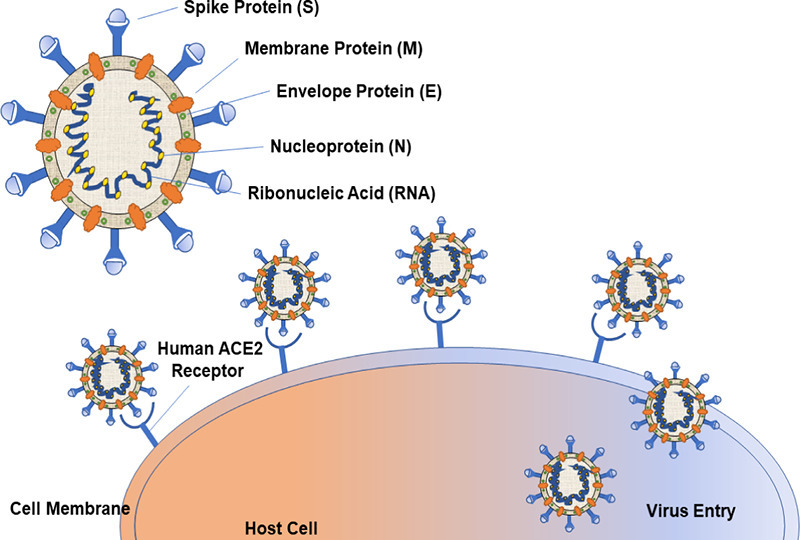 Spike Protein (S)
Membrane Protein (M)
Envelope Protein (E)
Nucleoprotein (N)
Ribonucleic Acid (RNA)
Human ACE2
Receptor
Cell Membrane
Host Cell
Virus Entry